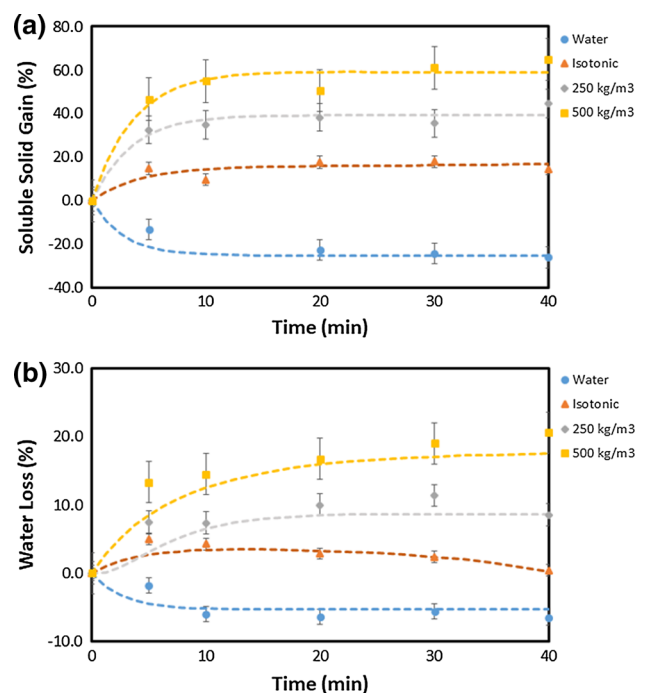 (a)
80.0
60.0
40.0
20.0
0.0
-20.0
-40.0
Soluble Solid Gain (%)
0
10
20
30
40
Time (min)
Water
Isotonic
250 kg/m3
500 kg/m3
(b)
30.0
20.0
10.0
0.0
-10.0
Water Loss (%)
0
10
20
30
40
Time (min)
Water
Isotonic
250 kg/m3
500 kg/m3